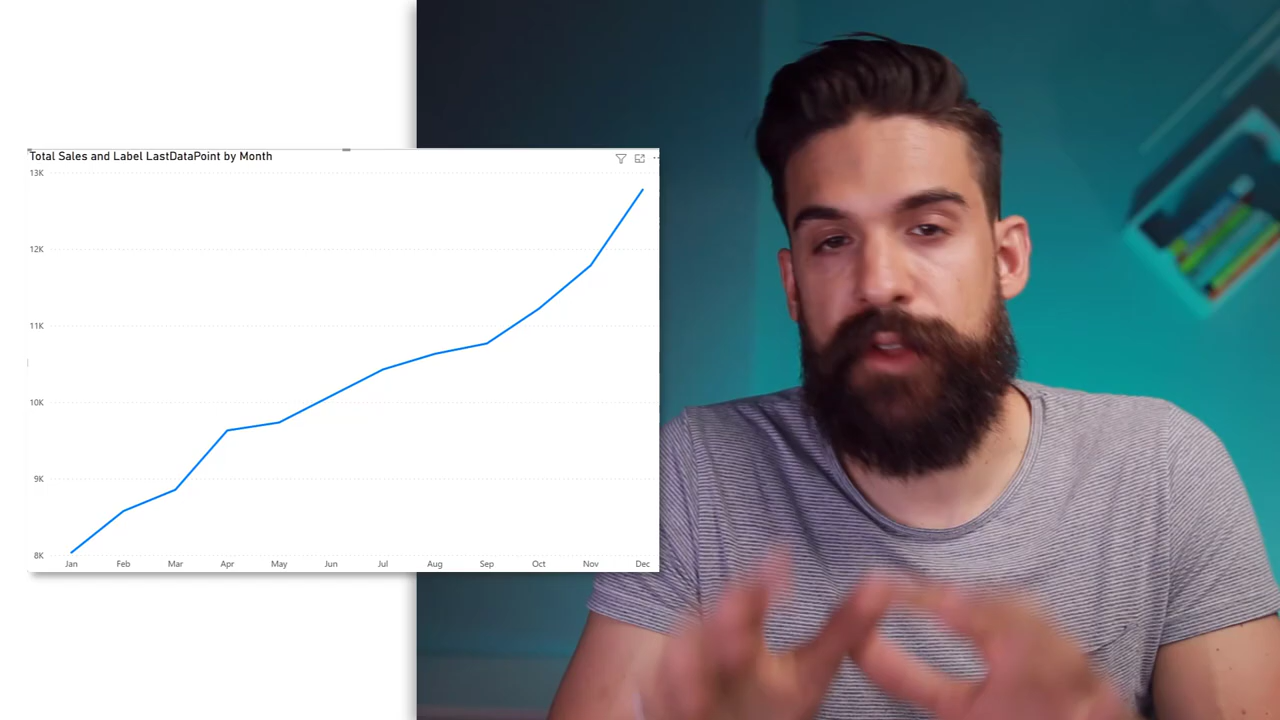 Total Sales and Label LastDataPoint by Month
13K
12K
11K
10K
9K
8K
Jan Feb Mar Apr May Jun Jul Aug Sep Oct Nov Dec